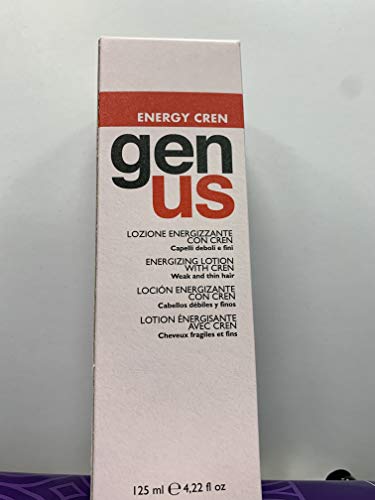 ENERGY CREN
gen
us
LOZIONE ENERGIZZANTE
CON CREN
Capelli deboli e fini
ENERGIZING LOTION
WITH CREN
Weak and thin hair
LOCIÓN ENERGIZANTE
CON CREN
Cabellos débiles y finos
LOTION ÉNERGISANTE
AVEC CREN
Cheveux fragiles et fins
125 ml ℮ 4,22 fl oz